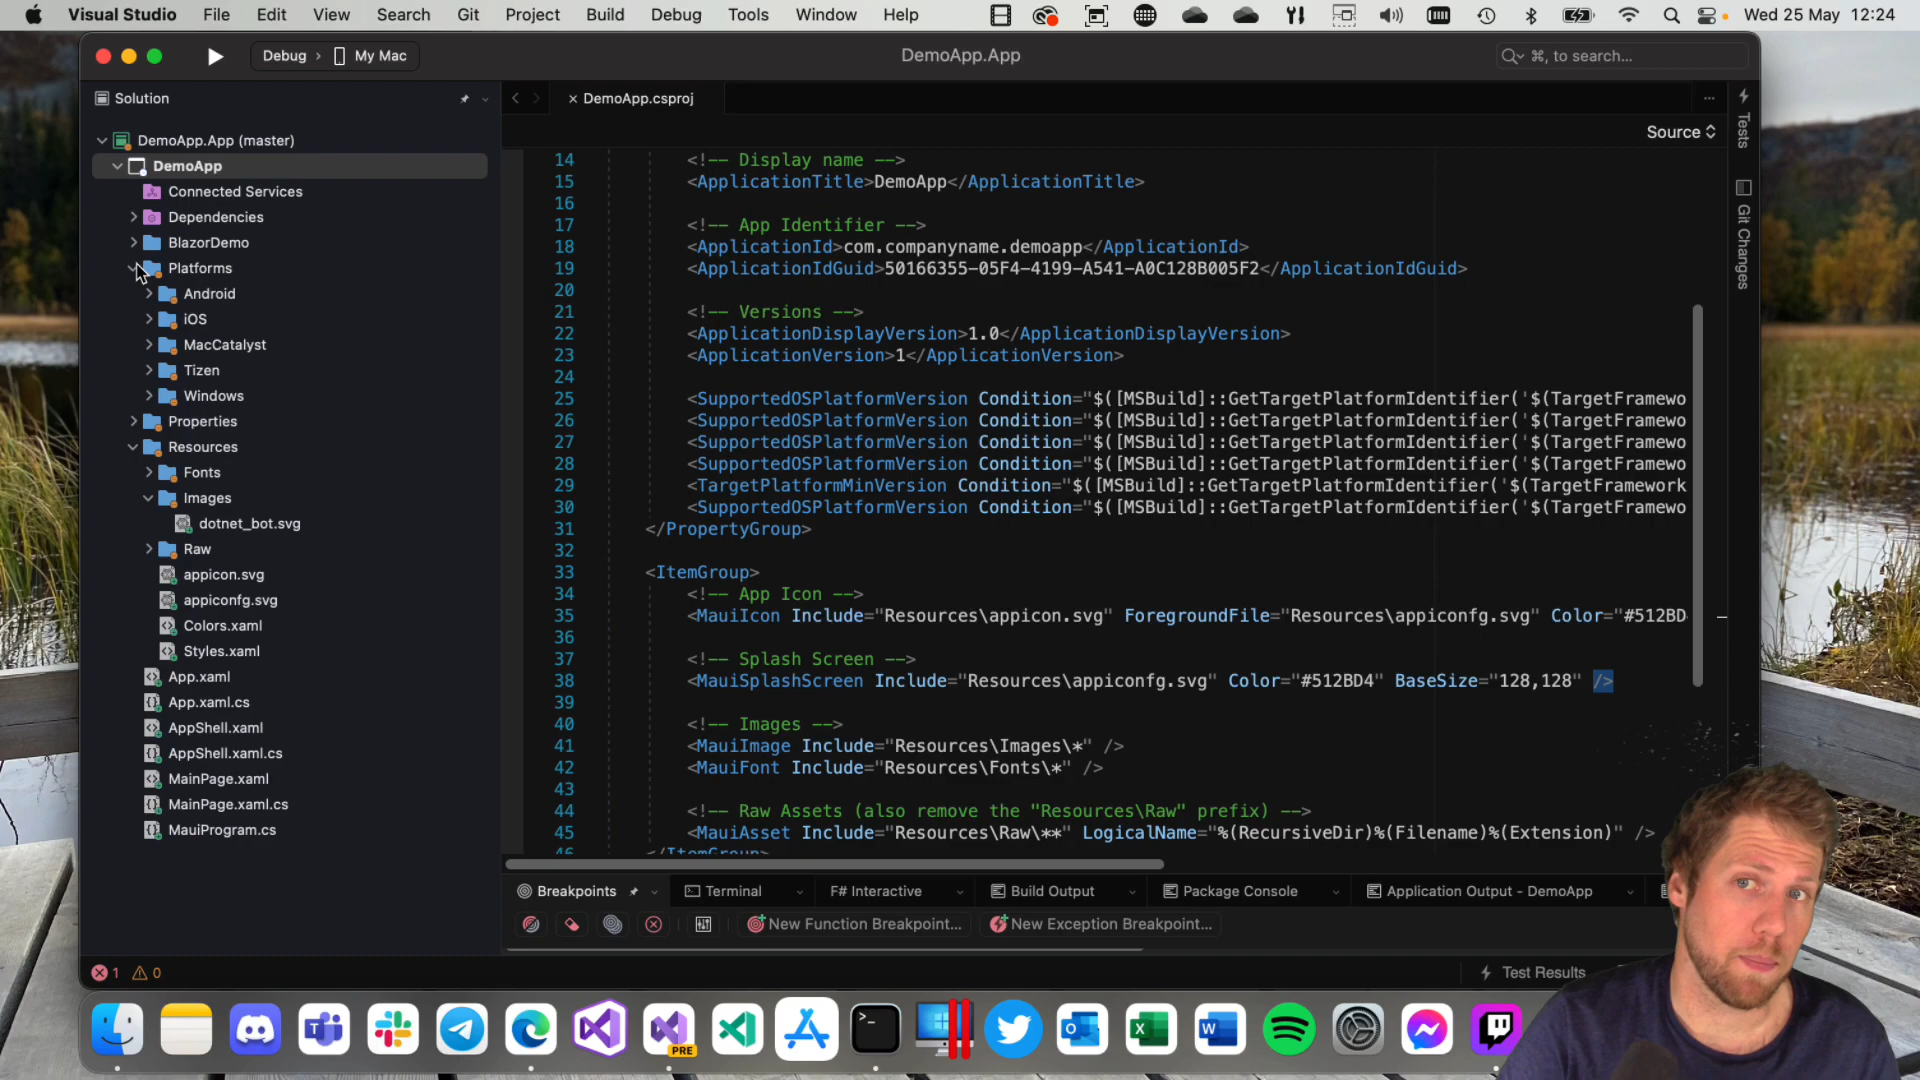 Visual Studio File Edit View Search Git Project Build Debug Tools Window Help Wed 25 May 12:24
Debug › My Mac DemoApp.App ⌘, to search...
Solution
× DemoApp.csproj
Source
Tests
Git Changes
DemoApp.App (master)
DemoApp
Connected Services
Dependencies
BlazorDemo
Platforms
Android
iOS
MacCatalyst
Tizen
Windows
Properties
Resources
Fonts
Images
dotnet_bot.svg
Raw
appicon.svg
appiconfg.svg
Colors.xaml
Styles.xaml
App.xaml
App.xaml.cs
AppShell.xaml
AppShell.xaml.cs
MainPage.xaml
MainPage.xaml.cs
MauiProgram.cs
14 <!-- Display name -->
15 <ApplicationTitle>DemoApp</ApplicationTitle>
16
17 <!-- App Identifier -->
18 <ApplicationId>com.companyname.demoapp</ApplicationId>
19 <ApplicationIdGuid>50166355-05F4-4199-A541-A0C128B005F2</ApplicationIdGuid>
20
21 <!-- Versions -->
22 <ApplicationDisplayVersion>1.0</ApplicationDisplayVersion>
23 <ApplicationVersion>1</ApplicationVersion>
24
25 <SupportedOSPlatformVersion Condition="$([MSBuild]::GetTargetPlatformIdentifier('$(TargetFramewo
26 <SupportedOSPlatformVersion Condition="$([MSBuild]::GetTargetPlatformIdentifier('$(TargetFramewo
27 <SupportedOSPlatformVersion Condition="$([MSBuild]::GetTargetPlatformIdentifier('$(TargetFramewo
28 <SupportedOSPlatformVersion Condition="$([MSBuild]::GetTargetPlatformIdentifier('$(TargetFramewo
29 <TargetPlatformMinVersion Condition="$([MSBuild]::GetTargetPlatformIdentifier('$(TargetFramework
30 <SupportedOSPlatformVersion Condition="$([MSBuild]::GetTargetPlatformIdentifier('$(TargetFramewo
31 </PropertyGroup>
32
33 <ItemGroup>
34 <!-- App Icon -->
35 <MauiIcon Include="Resources\appicon.svg" ForegroundFile="Resources\appiconfg.svg" Color="#512BD
36
37 <!-- Splash Screen -->
38 <MauiSplashScreen Include="Resources\appiconfg.svg" Color="#512BD4" BaseSize="128,128" />
39
40 <!-- Images -->
41 <MauiImage Include="Resources\Images\*" />
42 <MauiFont Include="Resources\Fonts\*" />
43
44 <!-- Raw Assets (also remove the "Resources\Raw" prefix) -->
45 <MauiAsset Include="Resources\Raw\**" LogicalName="%(RecursiveDir)%(Filename)%(Extension)" />
46 </ItemGroup>
Breakpoints Terminal F# Interactive Build Output Package Console Application Output - DemoApp
New Function Breakpoint... New Exception Breakpoint...
1 0 Test Results
PRE